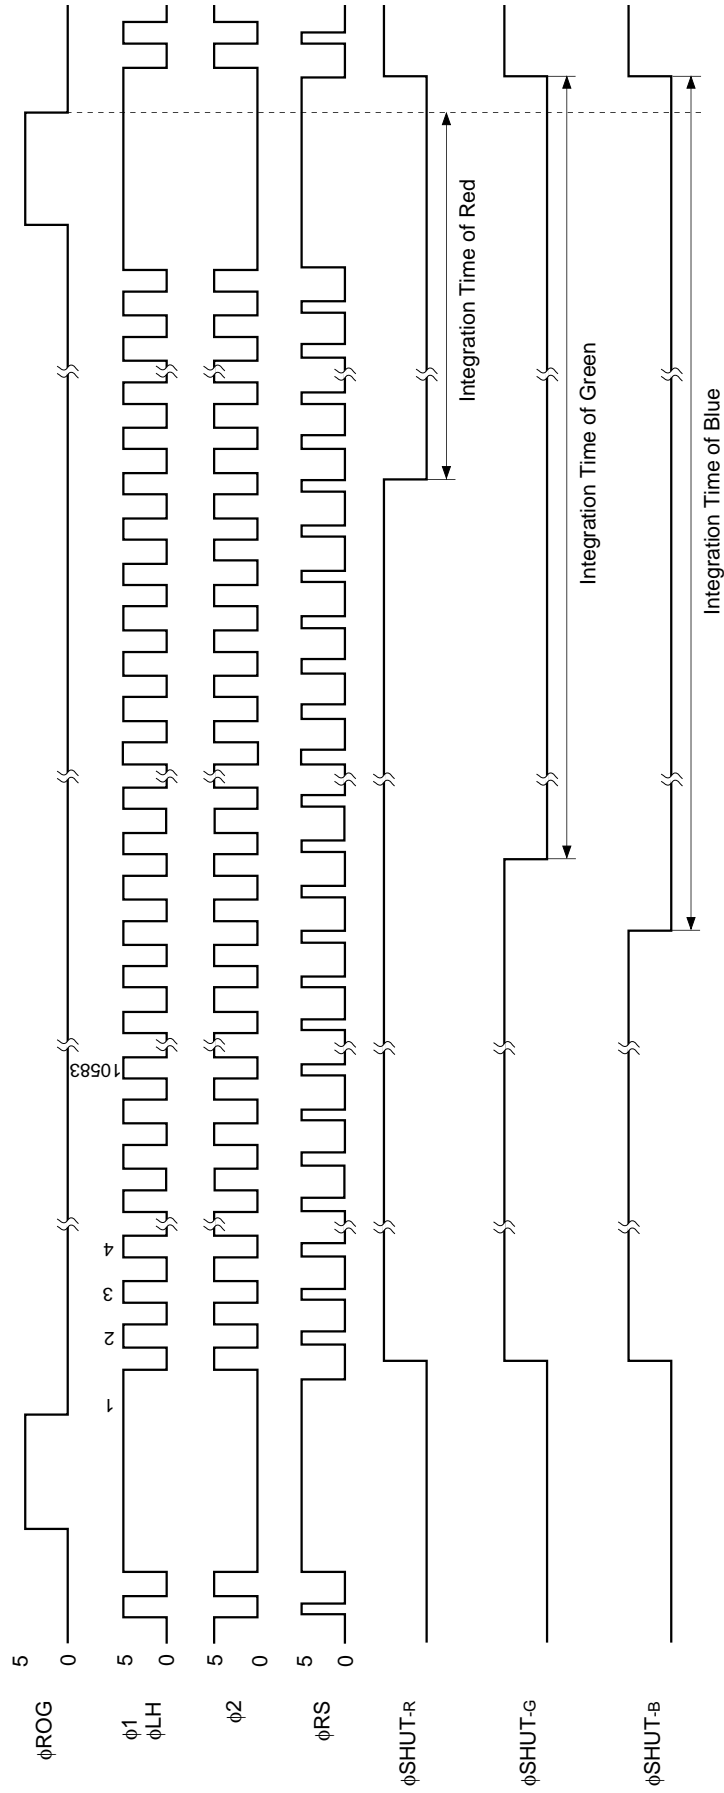 φROG
5
0
φ1
φLH
5
0
1
2
3
4
10583
φ2
5
0
φRS
5
0
φSHUT-R
Integration Time of Red
φSHUT-G
Integration Time of Green
φSHUT-B
Integration Time of Blue